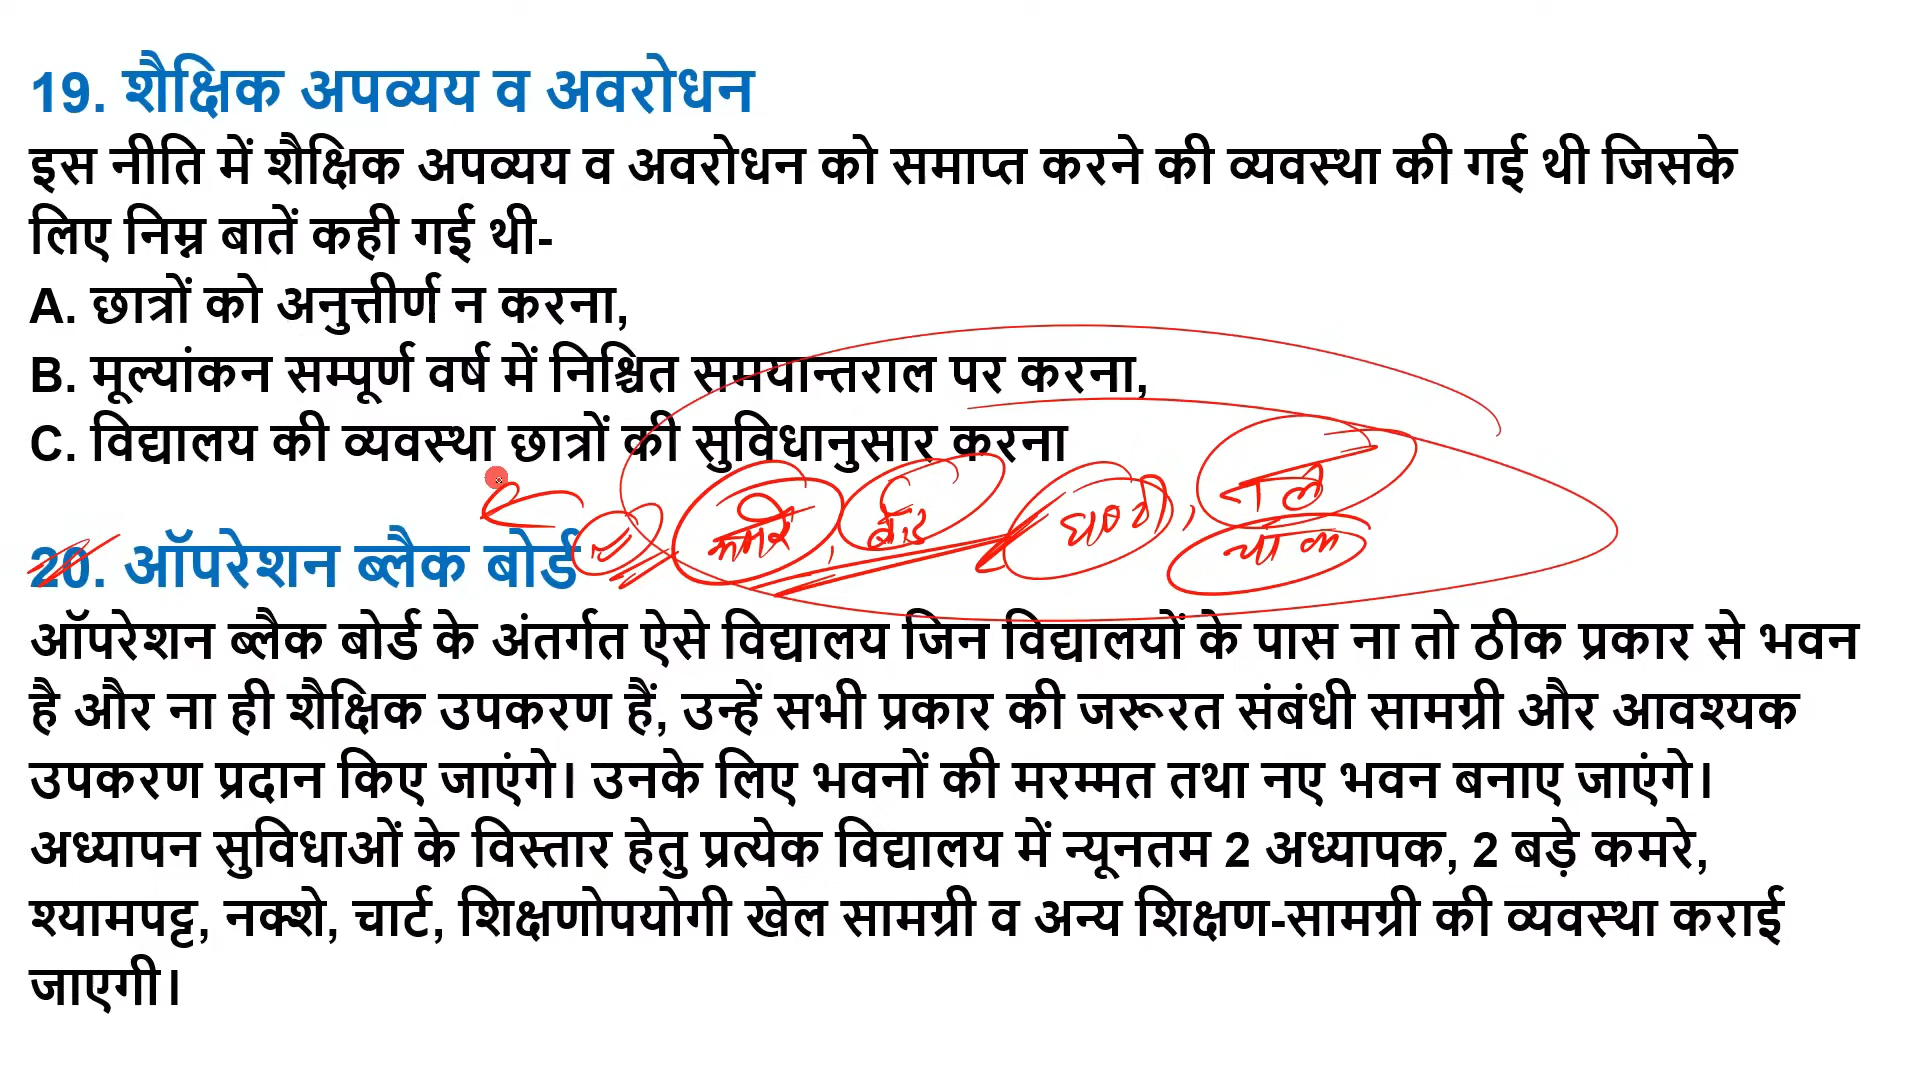 19. शैक्षिक अपव्यय व अवरोधन
इस नीति में शैक्षिक अपव्यय व अवरोधन को समाप्त करने की व्यवस्था की गई थी जिसके
लिए निम्न बातें कही गई थी-
A. छात्रों को अनुत्तीर्ण न करना,
B. मूल्यांकन सम्पूर्ण वर्ष में निश्चित समयान्तराल पर करना,
C. विद्यालय की व्यवस्था छात्रों की सुविधानुसार करना
कमरे, बोर्ड घण्टी,
चाक
20. ऑपरेशन ब्लैक बोर्ड
ऑपरेशन ब्लैक बोर्ड के अंतर्गत ऐसे विद्यालय जिन विद्यालयों के पास ना तो ठीक प्रकार से भवन
है और ना ही शैक्षिक उपकरण हैं, उन्हें सभी प्रकार की जरूरत संबंधी सामग्री और आवश्यक
उपकरण प्रदान किए जाएंगे। उनके लिए भवनों की मरम्मत तथा नए भवन बनाए जाएंगे।
अध्यापन सुविधाओं के विस्तार हेतु प्रत्येक विद्यालय में न्यूनतम 2 अध्यापक, 2 बड़े कमरे,
श्यामपट्ट, नक्शे, चार्ट, शिक्षणोपयोगी खेल सामग्री व अन्य शिक्षण-सामग्री की व्यवस्था कराई
जाएगी।